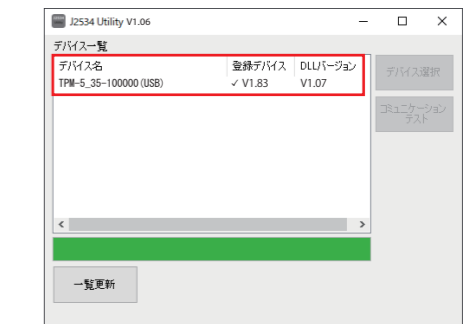 J2534 Utility V1.06
デバイス一覧
デバイス名 登録デバイス DLLバージョン
TPM-5_35-100000(USB) ✓ V1.83 V1.07
デバイス選択
コミュニケーション
テスト
一覧更新